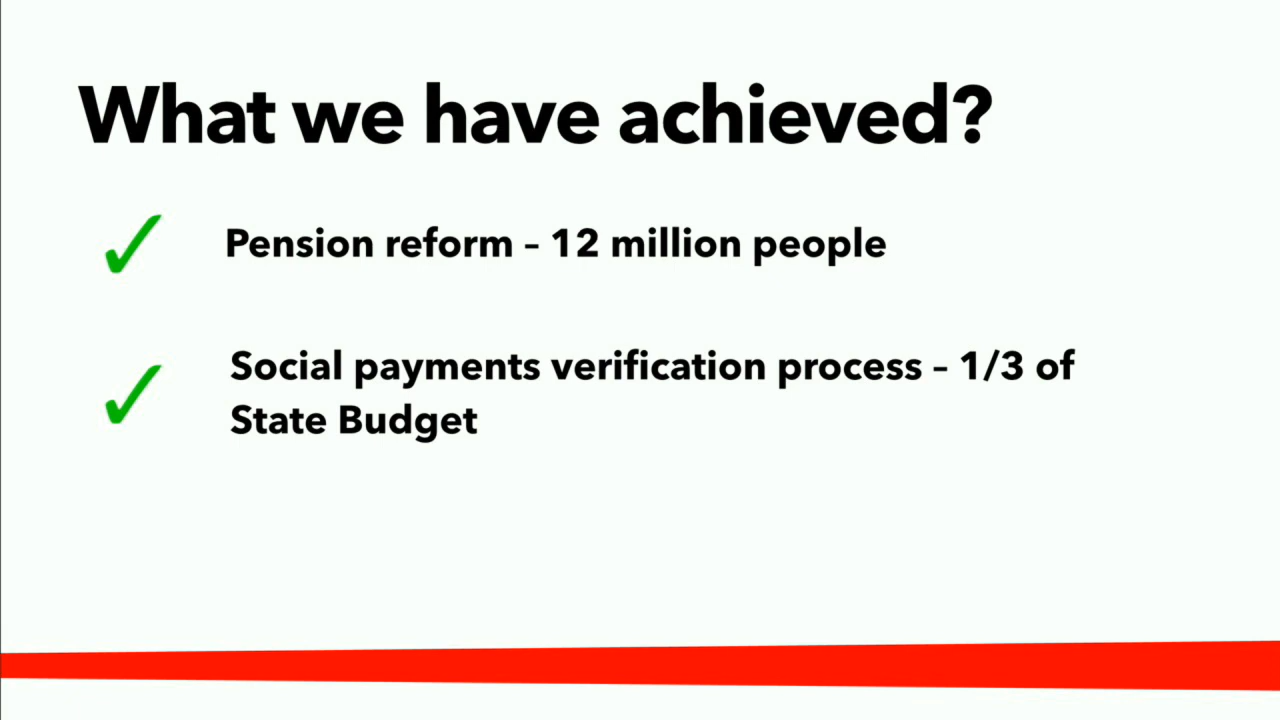 What we have achieved?
Pension reform – 12 million people
Social payments verification process – 1/3 of
State Budget